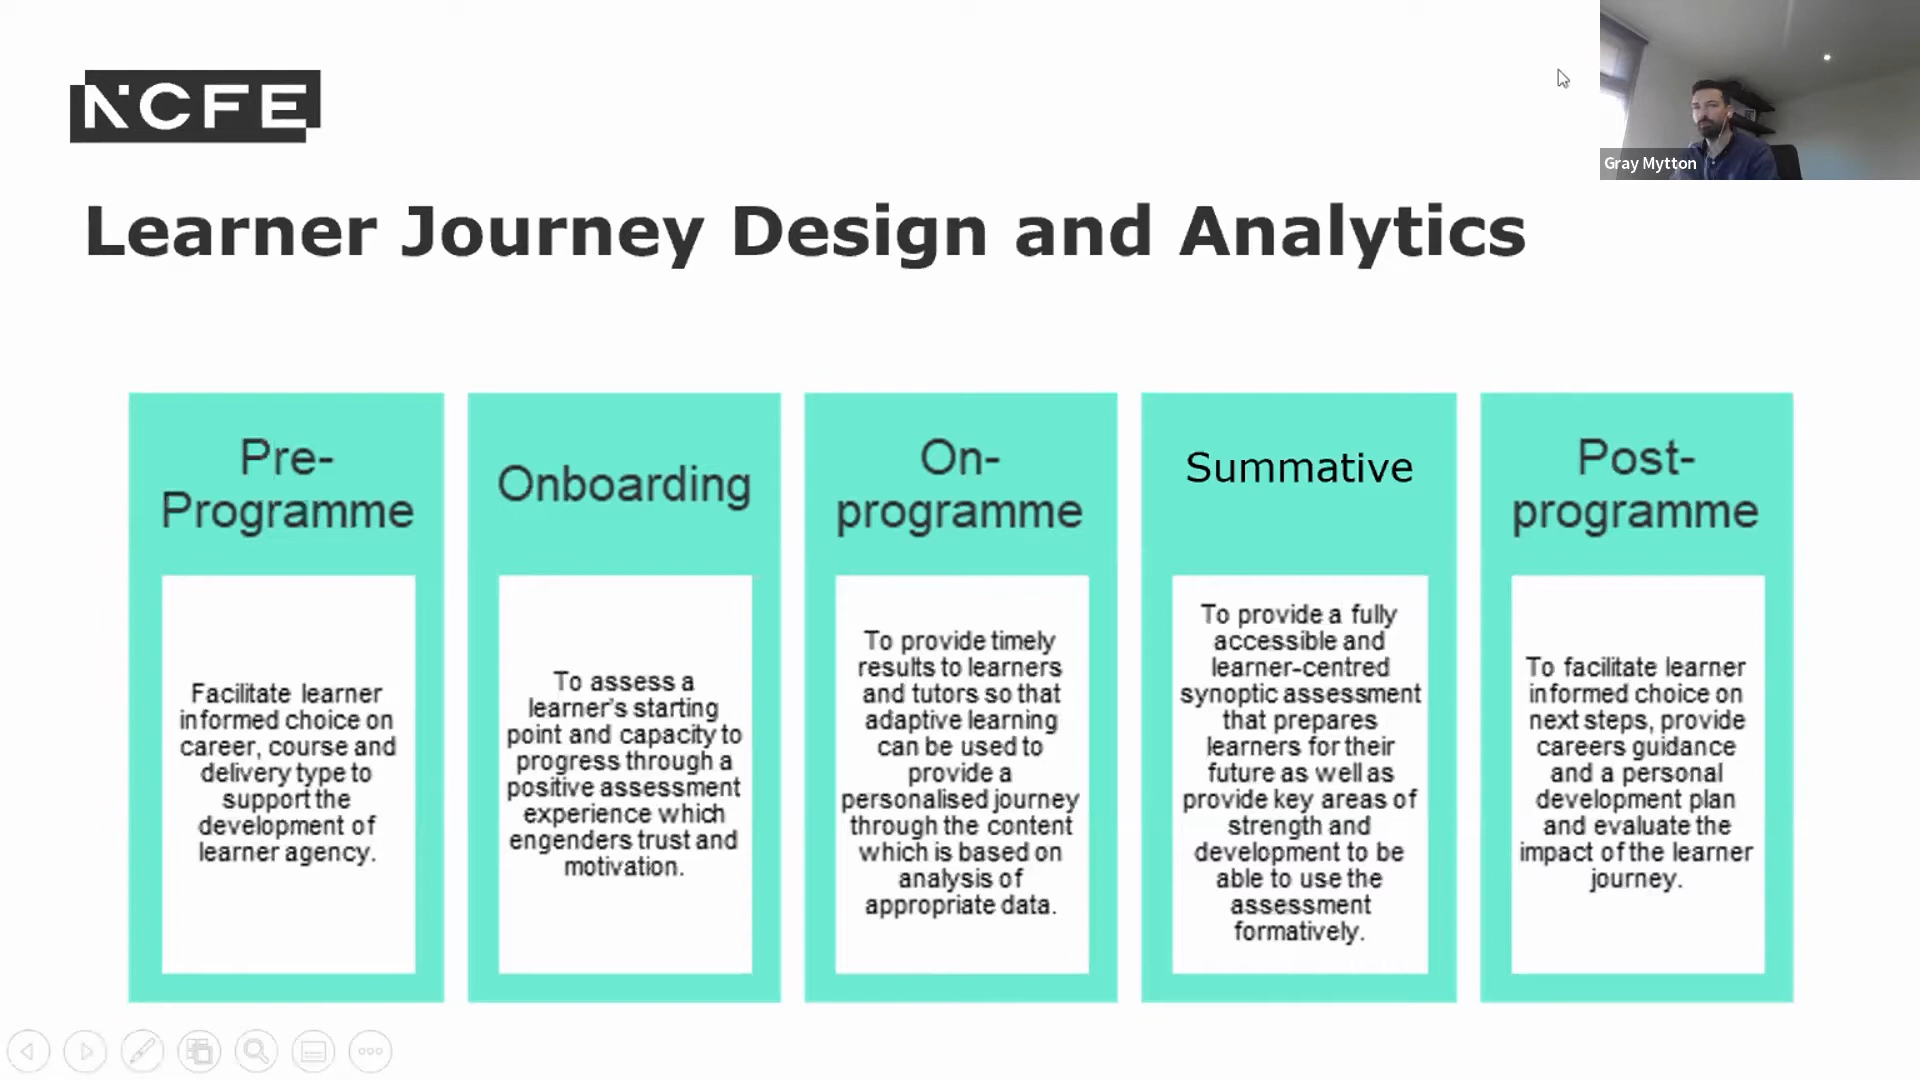 NCFE
Gray Mytton
Learner Journey Design and Analytics
Pre-
Programme
Facilitate learner
informed choice on
career, course and
delivery type to
support the
development of
learner agency.
Onboarding
To assess a
learner's starting
point and capacity to
progress through a
positive assessment
experience which
engenders trust and
motivation.
On-
programme
To provide timely
results to learners
and tutors so that
adaptive learning
can be used to
provide a
personalised journey
through the content
which is based on
analysis of
appropriate data.
Summative
To provide a fully
accessible and
learner-centred
synoptic assessment
that prepares
learners for their
future as well as
provide key areas of
strength and
development to be
able to use the
assessment
formatively.
Post-
programme
To facilitate learner
informed choice on
next steps, provide
careers guidance
and a personal
development plan
and evaluate the
impact of the learner
journey.